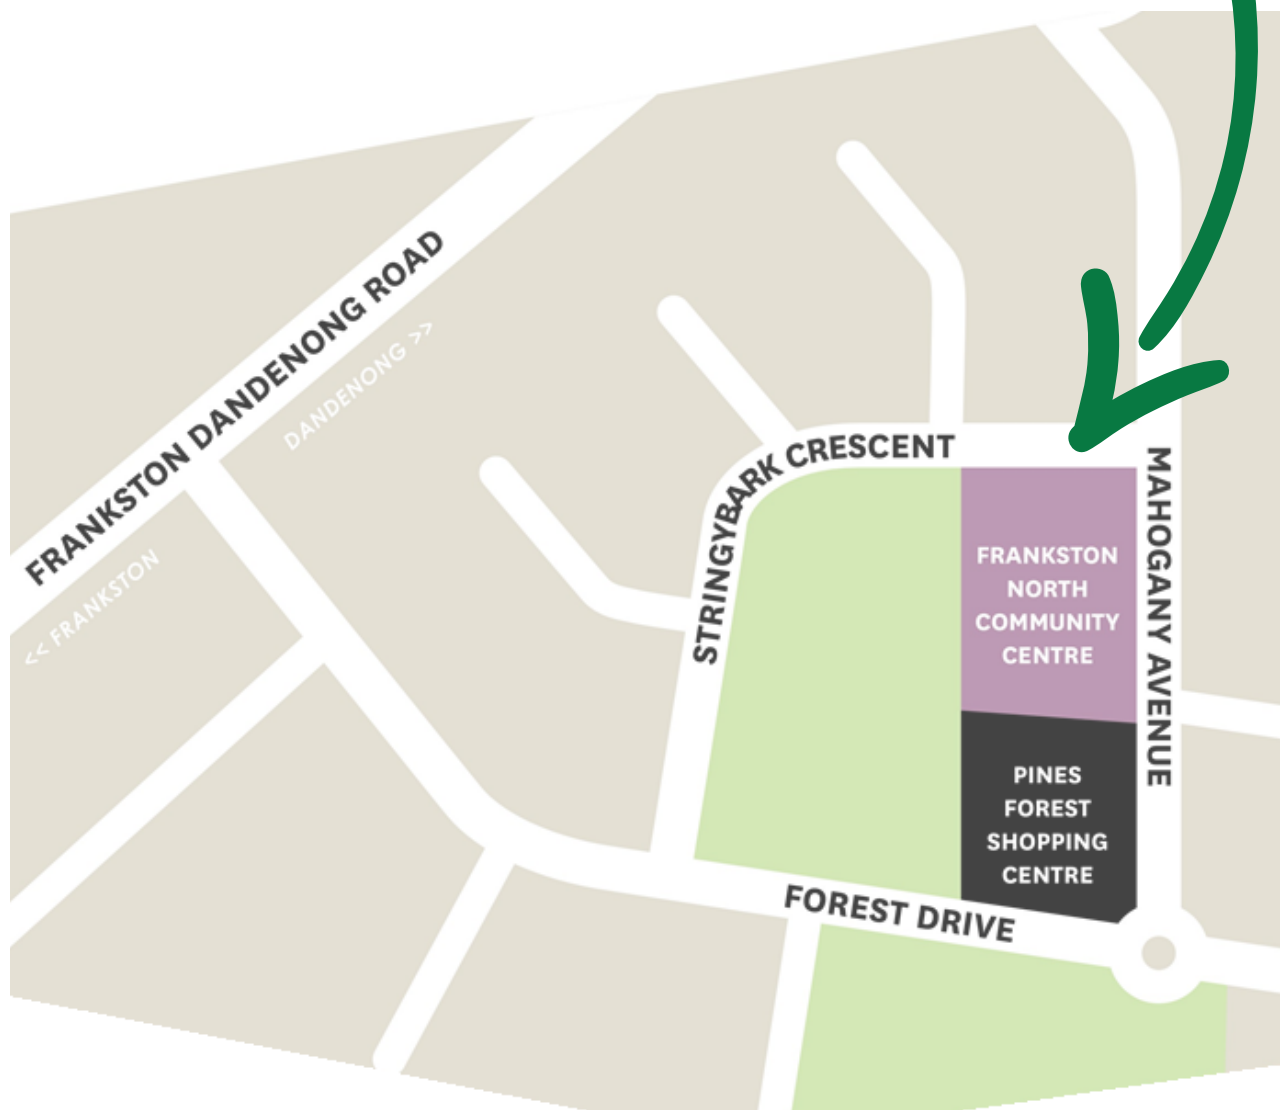 FRANKSTON DANDENONG ROAD
DANDENONG >>
<< FRANKSTON
STRINGYBARK CRESCENT
MAHOGANY AVENUE
FRANKSTON
NORTH
COMMUNITY
CENTRE
PINES
FOREST
SHOPPING
CENTRE
FOREST DRIVE